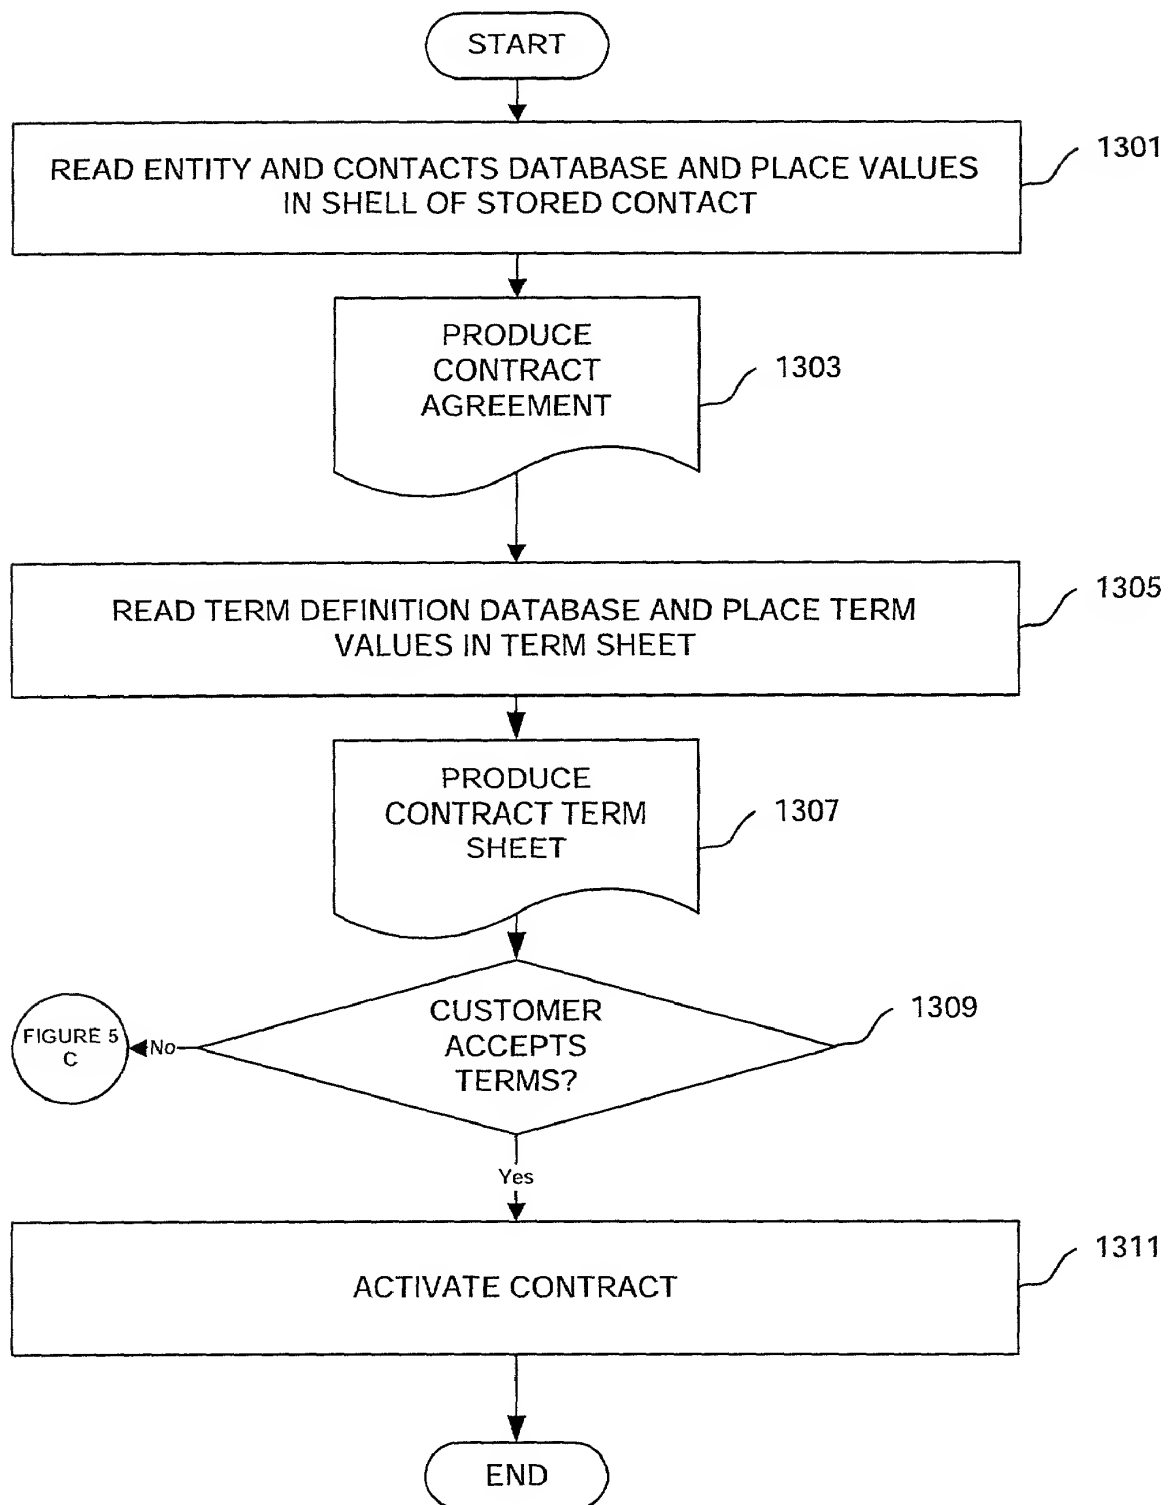 START
READ ENTITY AND CONTACTS DATABASE AND PLACE VALUES
IN SHELL OF STORED CONTACT
1301
PRODUCE
CONTRACT
AGREEMENT
1303
READ TERM DEFINITION DATABASE AND PLACE TERM
VALUES IN TERM SHEET
1305
PRODUCE
CONTRACT TERM
SHEET
1307
CUSTOMER
ACCEPTS
TERMS?
1309
FIGURE 5
C
No
Yes
ACTIVATE CONTRACT
1311
END